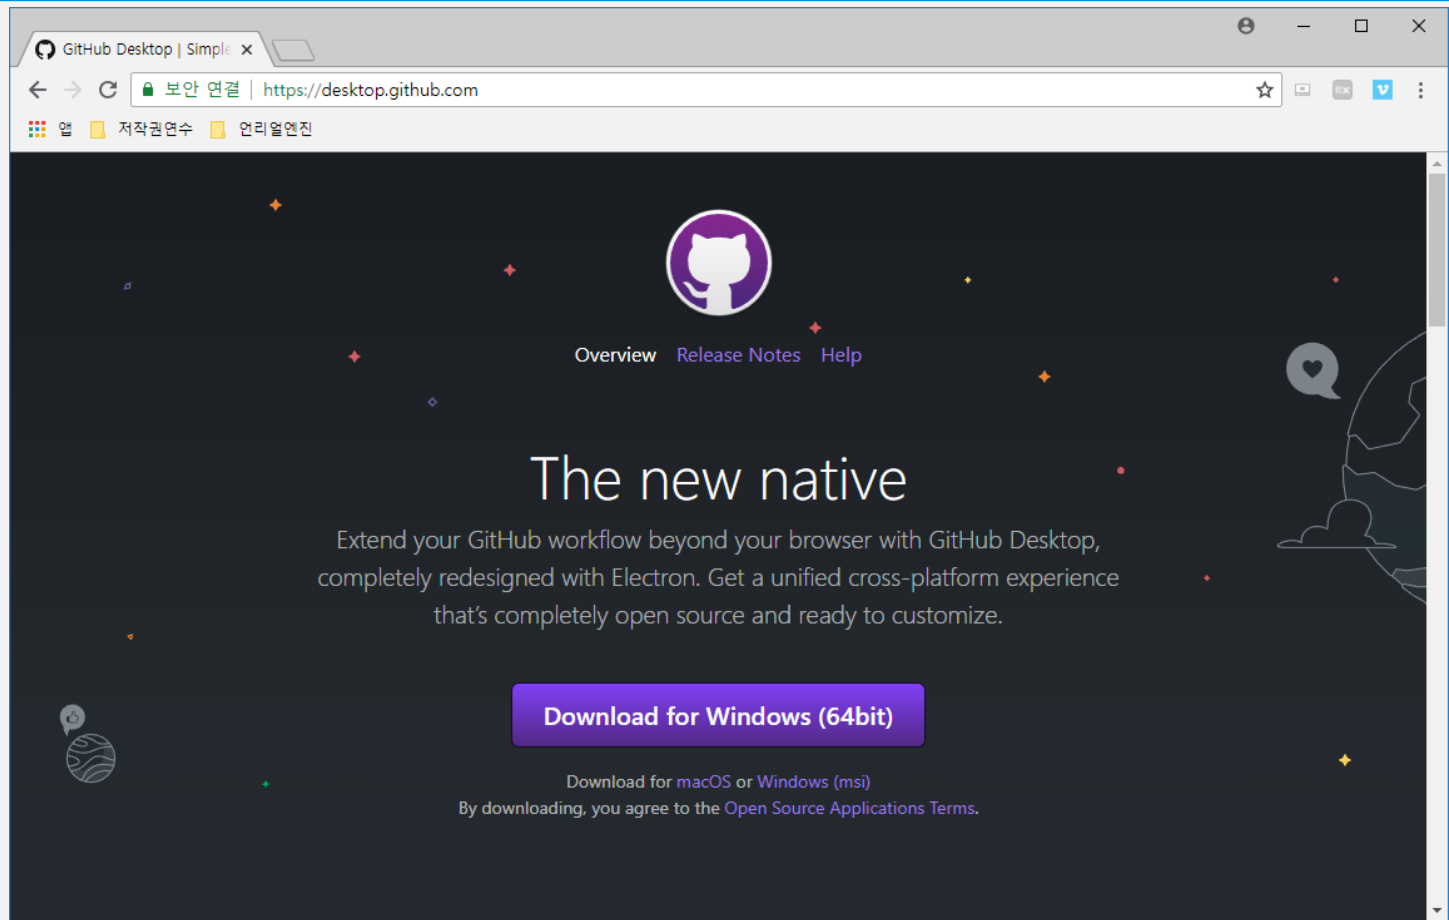 GitHub Desktop | Simple
보안 연결 | https://desktop.github.com
앱 저작권연수 언리얼엔진
Overview Release Notes Help
The new native
Extend your GitHub workflow beyond your browser with GitHub Desktop,
completely redesigned with Electron. Get a unified cross-platform experience
that's completely open source and ready to customize.
Download for Windows (64bit)
Download for macOS or Windows (msi)
By downloading, you agree to the Open Source Applications Terms.